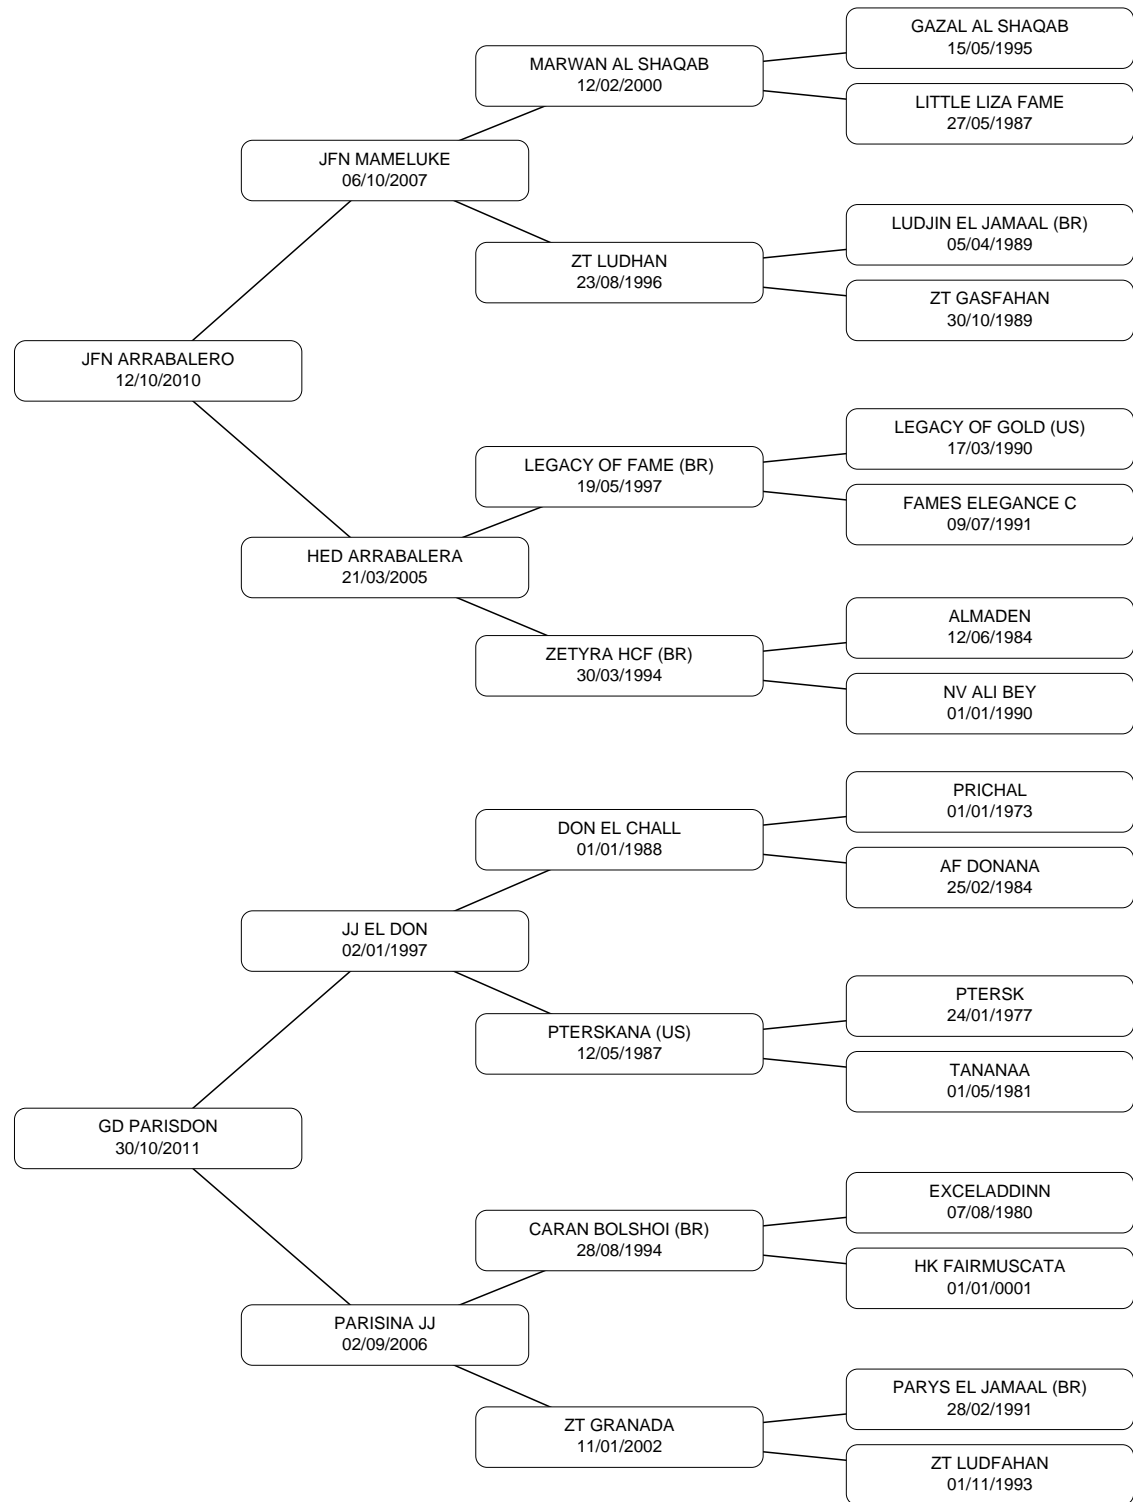 GAZAL AL SHAQAB
15/05/1995
MARWAN AL SHAQAB
12/02/2000
LITTLE LIZA FAME
27/05/1987
JFN MAMELUKE
06/10/2007
LUDJIN EL JAMAAL (BR)
05/04/1989
ZT LUDHAN
23/08/1996
ZT GASFAHAN
30/10/1989
JFN ARRABALERO
12/10/2010
LEGACY OF GOLD (US)
17/03/1990
LEGACY OF FAME (BR)
19/05/1997
FAMES ELEGANCE C
09/07/1991
HED ARRABALERA
21/03/2005
ALMADEN
12/06/1984
ZETYRA HCF (BR)
30/03/1994
NV ALI BEY
01/01/1990
PRICHAL
01/01/1973
DON EL CHALL
01/01/1988
AF DONANA
25/02/1984
JJ EL DON
02/01/1997
PTERSK
24/01/1977
PTERSKANA (US)
12/05/1987
TANANAA
01/05/1981
GD PARISDON
30/10/2011
EXCELADDINN
07/08/1980
CARAN BOLSHOI (BR)
28/08/1994
HK FAIRMUSCATA
01/01/0001
PARISINA JJ
02/09/2006
PARYS EL JAMAAL (BR)
28/02/1991
ZT GRANADA
11/01/2002
ZT LUDFAHAN
01/11/1993